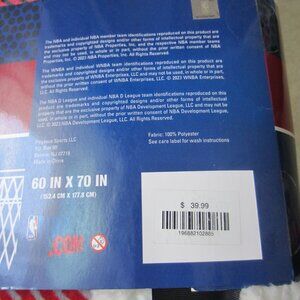 The NBA and individual NBA member team identifications reproduced on this product are
trademarks and copyrighted designs and/or other forms of intellectual property that are
the exclusive property of NBA Properties, Inc. and the respective NBA member teams
and may not be used, in whole or in part, without the prior written consent of NBA
Properties, Inc. © 2023 NBA Properties, Inc. All rights reserved.
The WNBA and individual WNBA team identifications reproduced on this product are
trademarks, copyrighted designs and/or other forms of intellectual property that are the
exclusive property of WNBA Enterprises, LLC and may not be used, in whole or in part,
without the prior written consent of WNBA Enterprises, LLC. © 2023 WNBA Enterprises,
LLC. All rights reserved.
The NBA D League and individual NBA D League team identifications reproduced on this
product are trademarks, copyrighted designs and/or other forms of intellectual
property that are the exclusive property of NBA Development League, LLC and may not
be used, in whole or in part, without the prior written consent of NBA Development League,
LLC. © 2023 NBA Development League, LLC. All rights reserved.
Pegasus Sports LLC
PO Box 90
07718
Made in China
Fabric: 100% Polyester
See care label for wash instructions
60 IN X 70 IN
(152.4 CM X 177.8 CM)
$ 39.99
196882102865
.COM